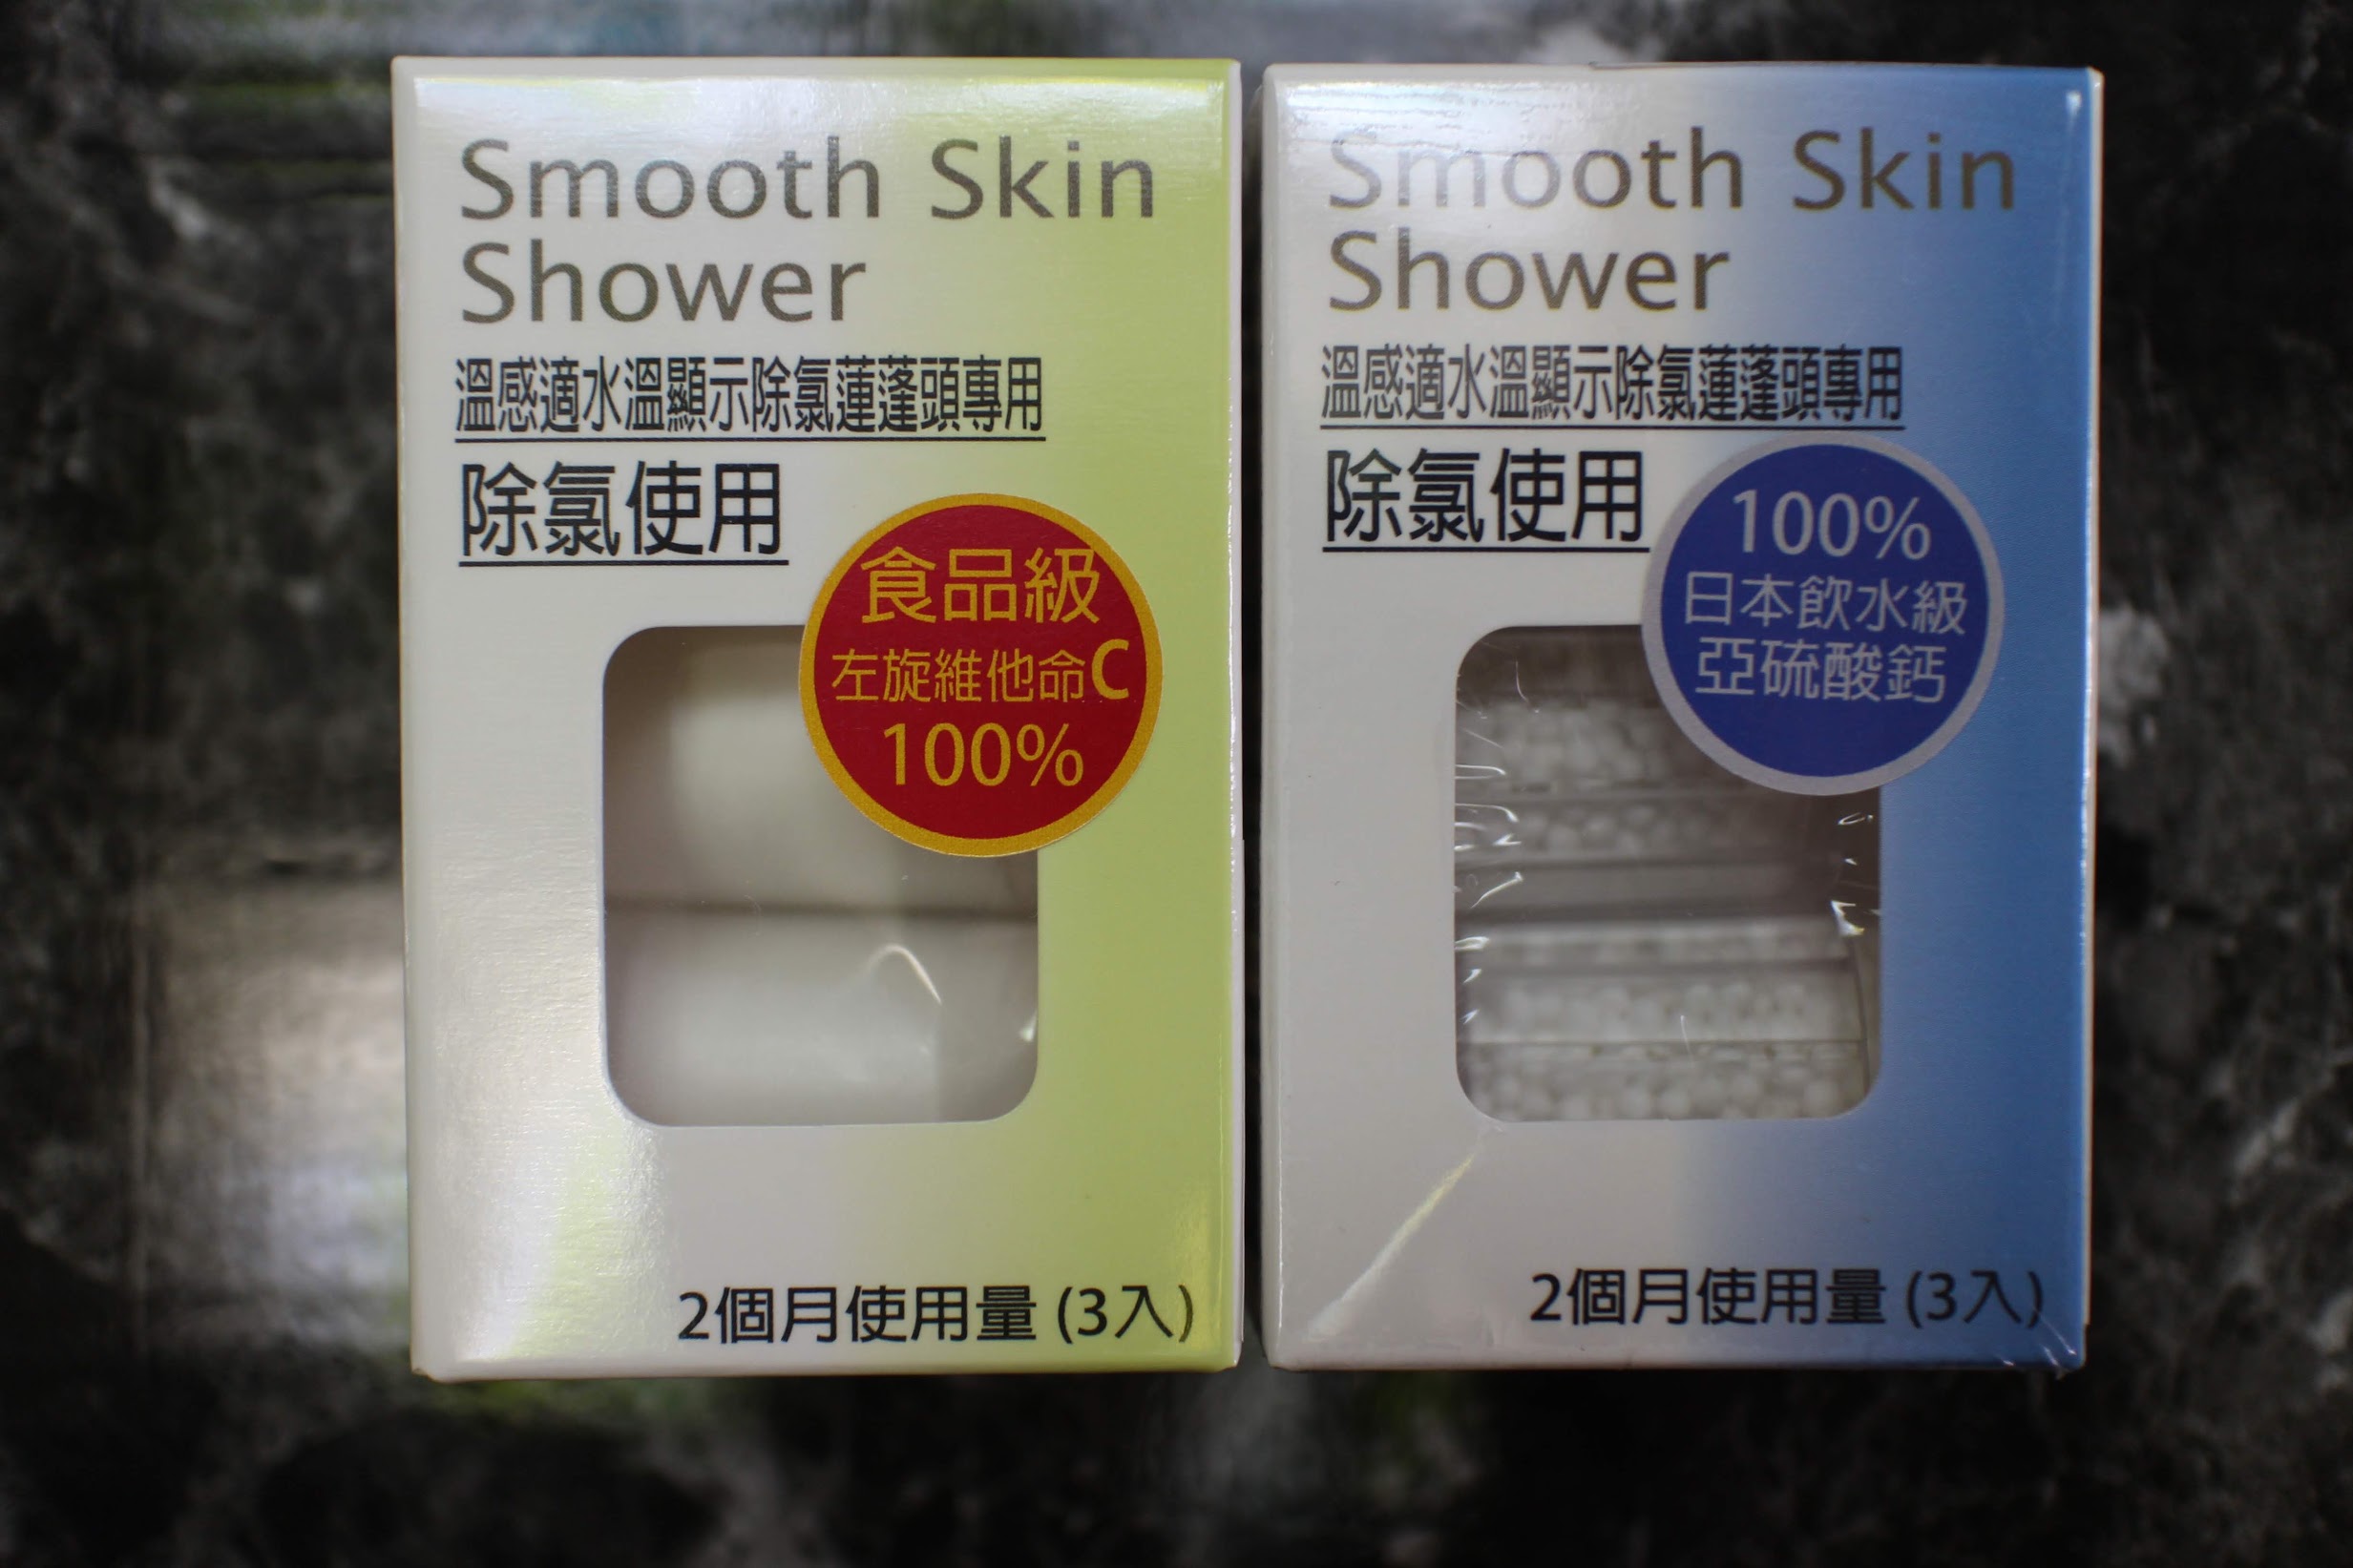 Smooth Skin
Shower
溫感適水溫顯示除氯蓮蓬頭專用
除氯使用
食品級
左旋維他命C
100%
2個月使用量 (3入)
Smooth Skin
Shower
溫感適水溫顯示除氯蓮蓬頭專用
除氯使用
100%
日本飲水級
亞硫酸鈣
2個月使用量 (3入)